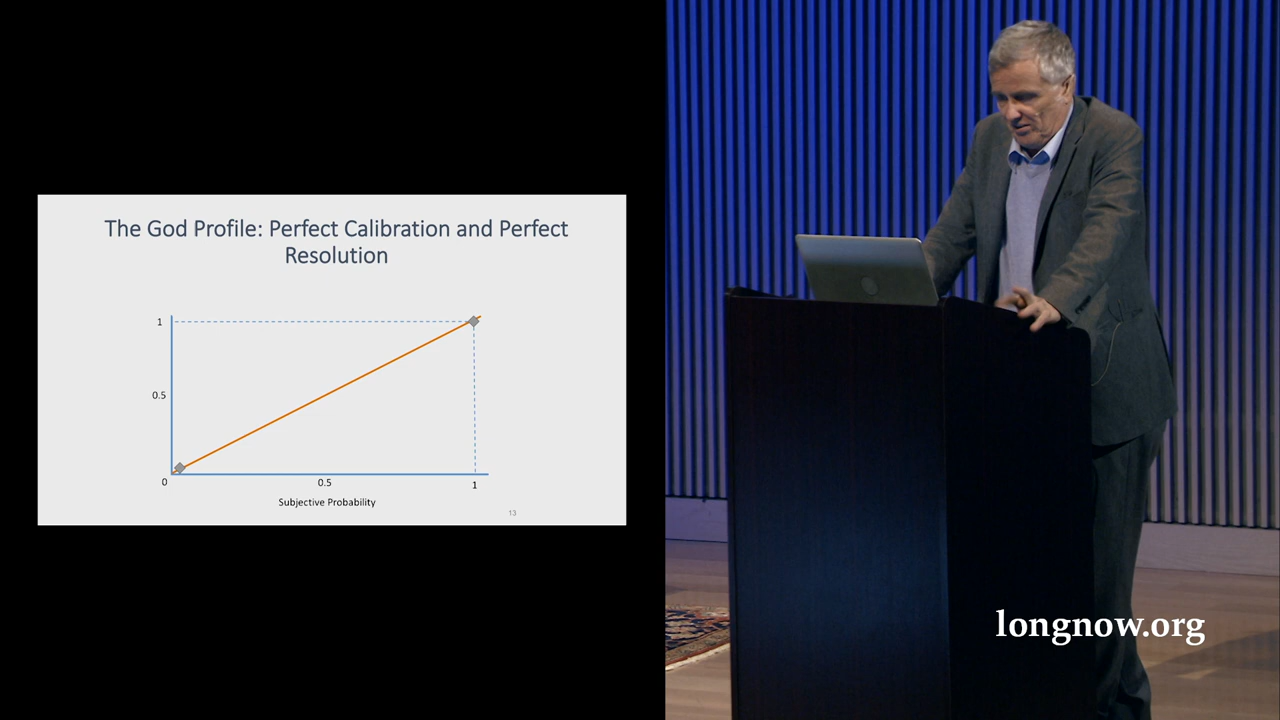 The God Profile: Perfect Calibration and Perfect
Resolution
1
0.5
0
0.5
1
Subjective Probability
13
longnow.org